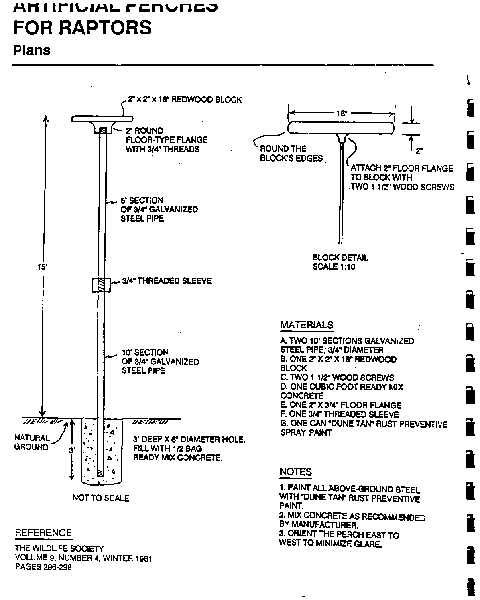 ARTIFICIAL PERCHES
FOR RAPTORS
Plans
2" X 2" X 18" REDWOOD BLOCK
2" ROUND
FLOOR-TYPE FLANGE
WITH 3/4" THREADS
SECTION
OF 3/4" GALVANIZED
STEEL PIPE
15'
3/4" THREADED SLEEVE
10' SECTION
OF 3/4" GALVANIZED
STEEL PIPE
NATURAL
GROUND
3'
3' DEEP X 6" DIAMETER HOLE.
FILL WITH 1/2 BAG
READY MIX CONCRETE.
NOT TO SCALE
REFERENCE
THE WILDLIFE SOCIETY
VOLUME 9, NUMBER 4, WINTER 1981
PAGES
18"
2"
ROUND THE
BLOCK'S EDGES
ATTACH 2" FLOOR FLANGE
TO BLOCK WITH
TWO 1 1/2" WOOD SCREWS
BLOCK DETAIL
SCALE 1:10
MATERIALS
A. TWO 10' SECTIONS GALVANIZED
STEEL PIPE, 3/4" DIAMETER
B. ONE 2" X 2" X 18" REDWOOD
BLOCK
C. TWO 1 1/2" WOOD SCREWS
D. ONE CUBIC FOOT READY MIX
CONCRETE
E. ONE 2" X 3/4" FLOOR FLANGE
F. ONE 3/4" THREADED SLEEVE
G. ONE CAN "DUNE TAN" RUST PREVENTIVE
SPRAY PAINT
NOTES
1. PAINT ALL ABOVE-GROUND STEEL
WITH "DUNE TAN" RUST PREVENTIVE
PAINT.
2. MIX CONCRETE AS RECOMMENDED
BY MANUFACTURER.
3. ORIENT THE PERCH EAST TO
WEST TO MINIMIZE GLARE.